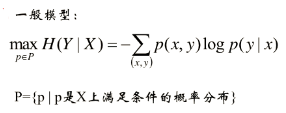 一般模型：
max H(Y | X) = −∑ p(x, y) log p(y | x)
p∈P (x, y)
P={p | p是X上满足条件的概率分布}